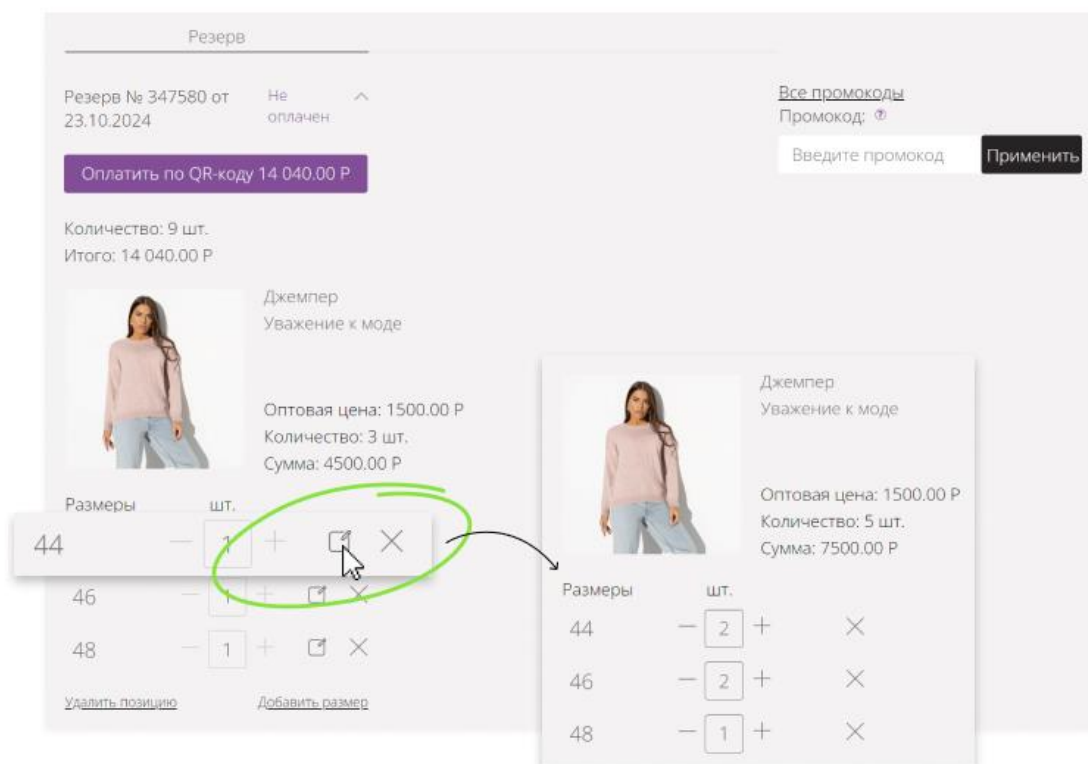 Резерв
Резерв № 347580 от
23.10.2024
Не
оплачен
Все промокоды
Промокод: ?
Введите промокод
Применить
Оплатить по QR-коду 14 040.00 Р
Количество: 9 шт.
Итого: 14 040.00 Р
Джемпер
Уважение к моде
Оптовая цена: 1500.00 Р
Количество: 3 шт.
Сумма: 4500.00 Р
Размеры шт.
44 — 1 +
46 — 1 +
48 — 1 +
Удалить позицию Добавить размер
Джемпер
Уважение к моде
Оптовая цена: 1500.00 Р
Количество: 5 шт.
Сумма: 7500.00 Р
Размеры шт.
44 — 2 +
46 — 2 +
48 — 1 +